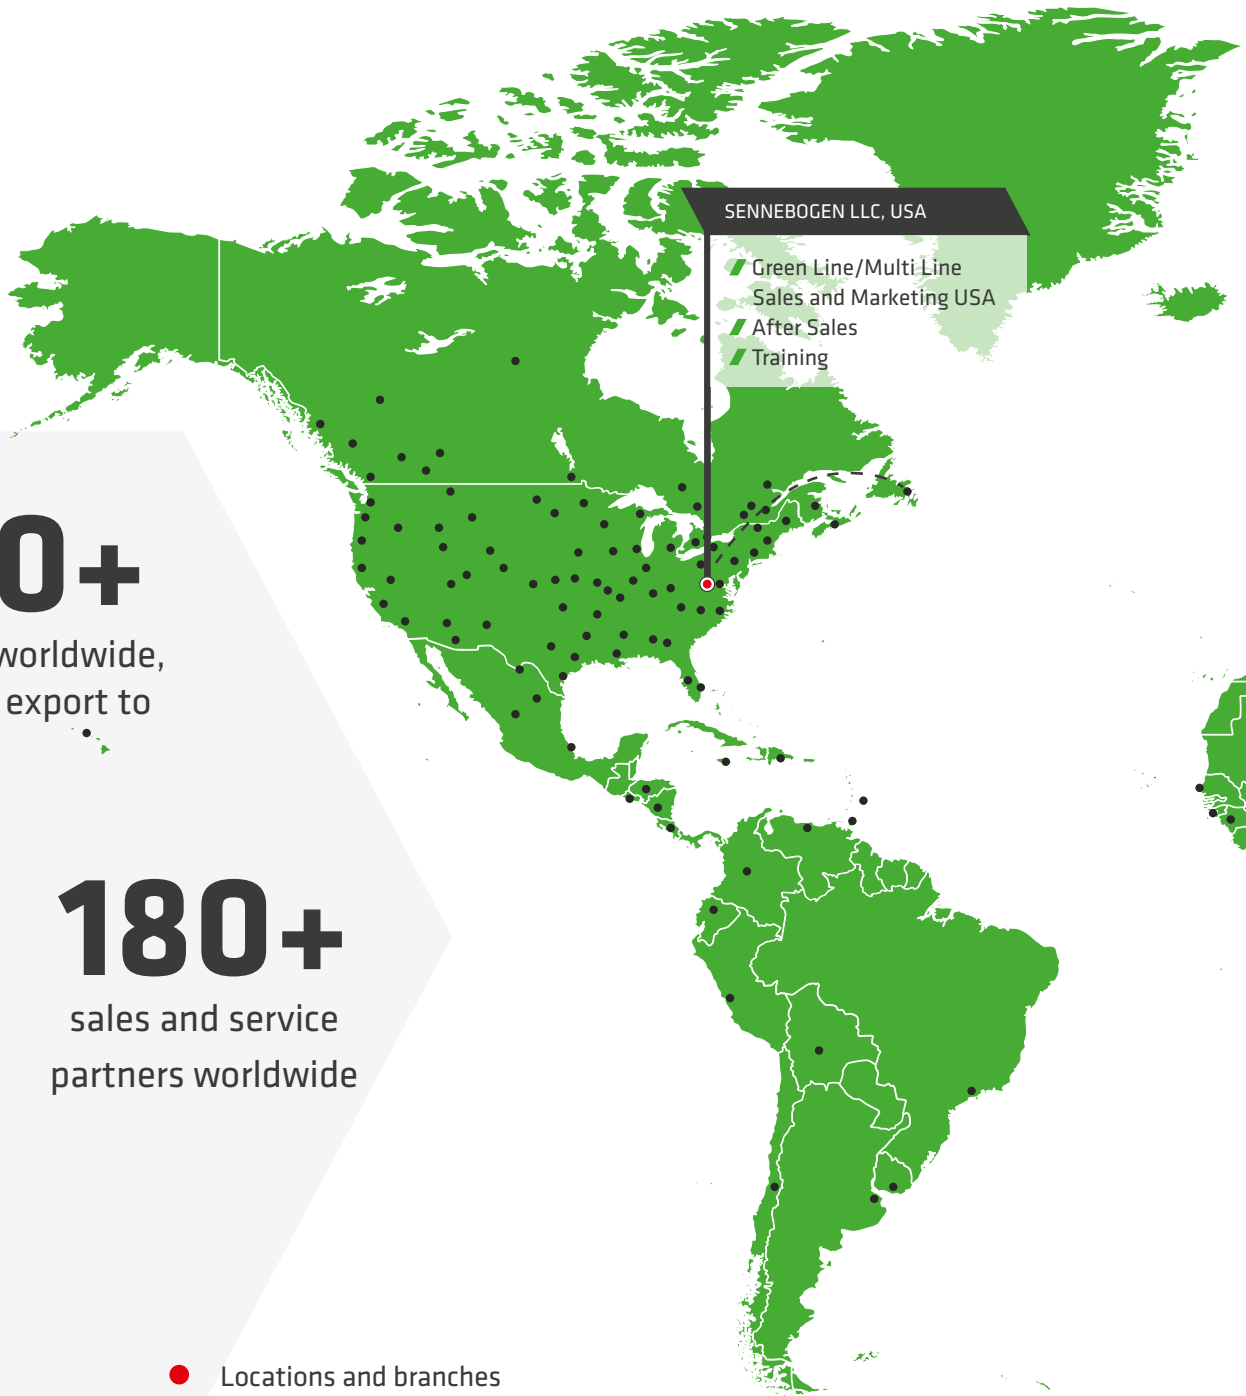 SENNEBOGEN LLC, USA
Green Line/Multi Line
Sales and Marketing USA
After Sales
Training
0+
worldwide,
export to
180+
sales and service
partners worldwide
Locations and branches